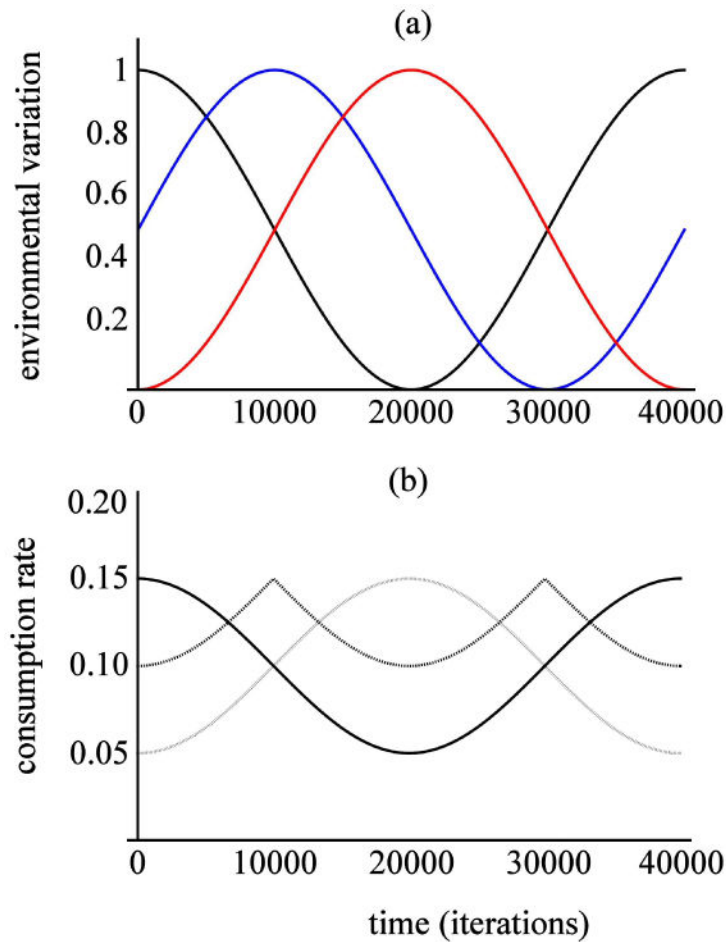 (a)
environmental variation
1
0.8
0.6
0.4
0.2
0 10000 20000 30000 40000
(b)
consumption rate
0.20
0.15
0.10
0.05
0 10000 20000 30000 40000
time (iterations)